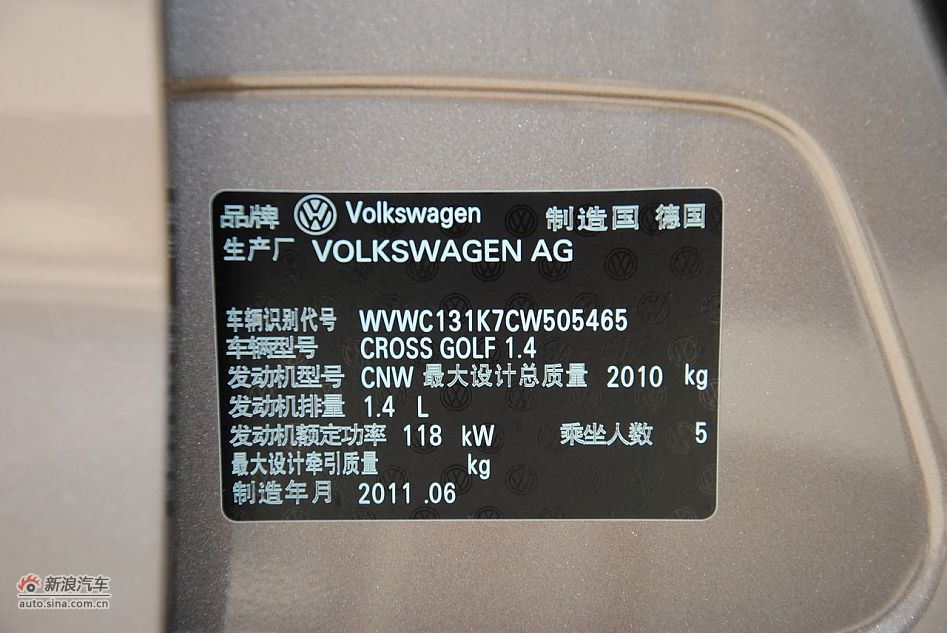 品牌 Volkswagen 制造国 德国
生产厂 VOLKSWAGEN AG
车辆识别代号 WVWC131K7CW505465
车辆型号 CROSS GOLF 1.4
发动机型号 CNW 最大设计总质量 2010 kg
发动机排量 1.4 L
发动机额定功率 118 kW 乘坐人数 5
最大设计牵引质量 kg
制造年月 2011 .06
新浪汽车
auto.sina.com.cn